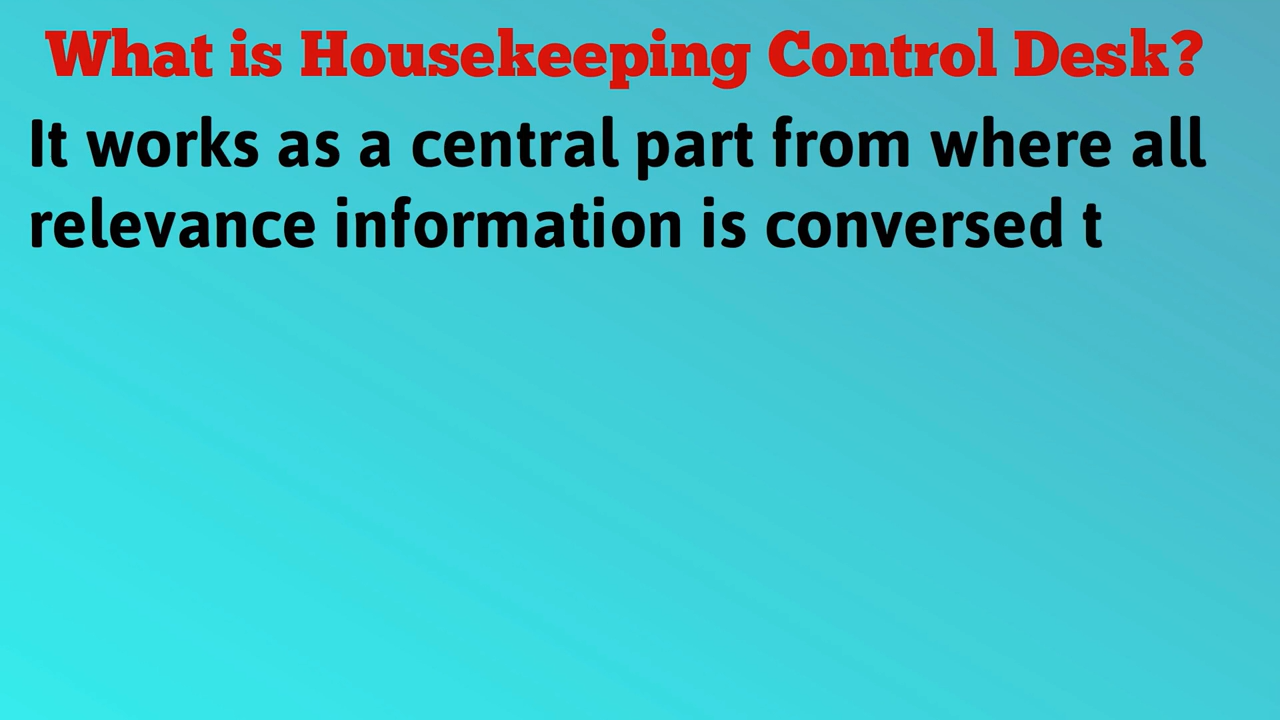 What is Housekeeping Control Desk?
It works as a central part from where all
relevance information is conversed t